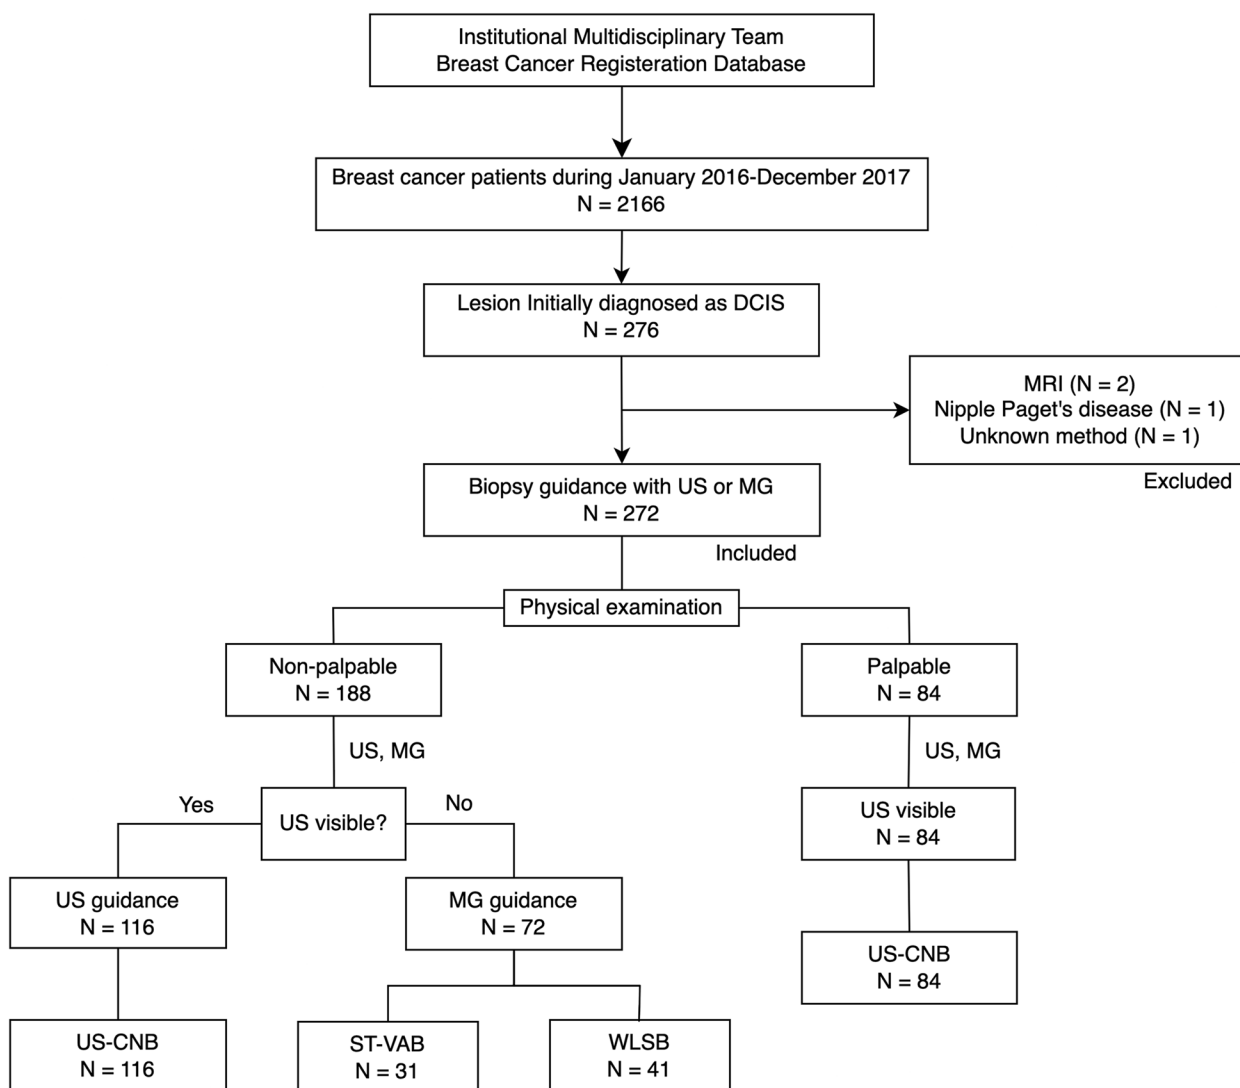 Institutional Multidisciplinary Team
Breast Cancer Registeration Database
Breast cancer patients during January 2016-December 2017
N = 2166
Lesion Initially diagnosed as DCIS
N = 276
MRI (N = 2)
Nipple Paget's disease (N = 1)
Unknown method (N = 1)
Excluded
Biopsy guidance with US or MG
N = 272
Included
Physical examination
Non-palpable
N = 188
Palpable
N = 84
US, MG
US, MG
Yes
US visible?
No
US visible
N = 84
US guidance
N = 116
MG guidance
N = 72
US-CNB
N = 84
US-CNB
N = 116
ST-VAB
N = 31
WLSB
N = 41